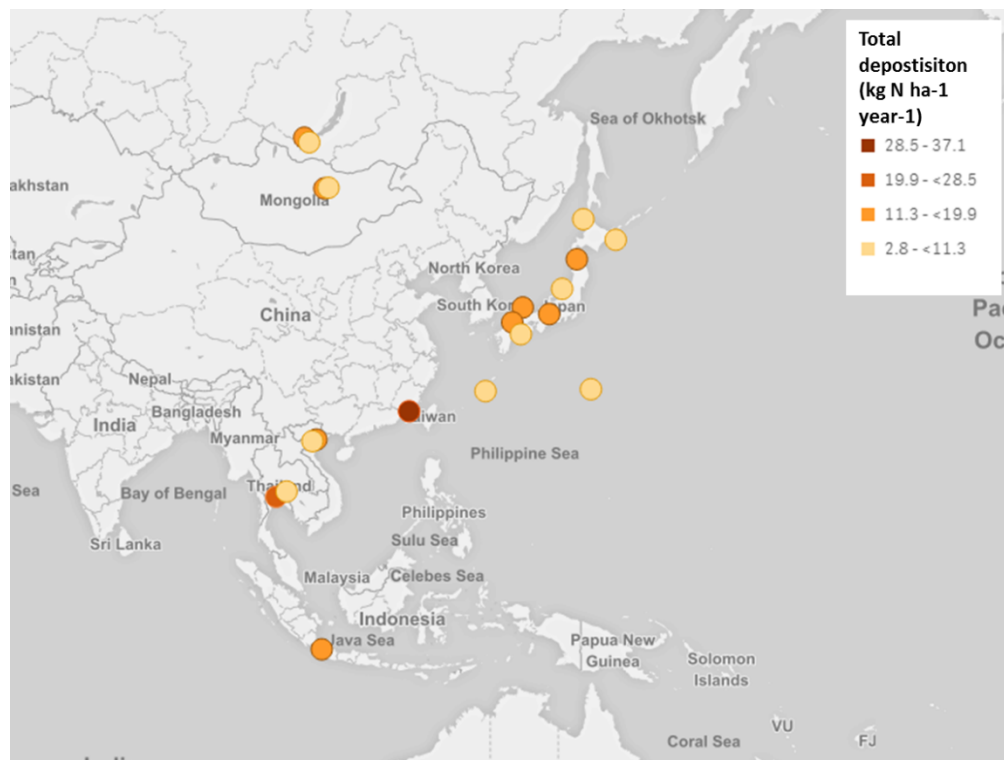 Total
depostisiton
(kg N ha-1
year-1)
28.5 - 37.1
19.9 - <28.5
11.3 - <19.9
2.8 - <11.3
Sea of Okhotsk
akhstan
Mongolia
stan
North Korea
South Kor
Japan
China
anistan
akistan
Nepal
Pac
Oc
Bangladesh
India
Taiwan
Myanmar
Philippine Sea
Sea
Bay of Bengal
Thailand
Philippines
Sulu Sea
Sri Lanka
Malaysia
Celebes Sea
Indonesia
Java Sea
Papua New
Guinea
Solomon
Islands
VU
FJ
Coral Sea